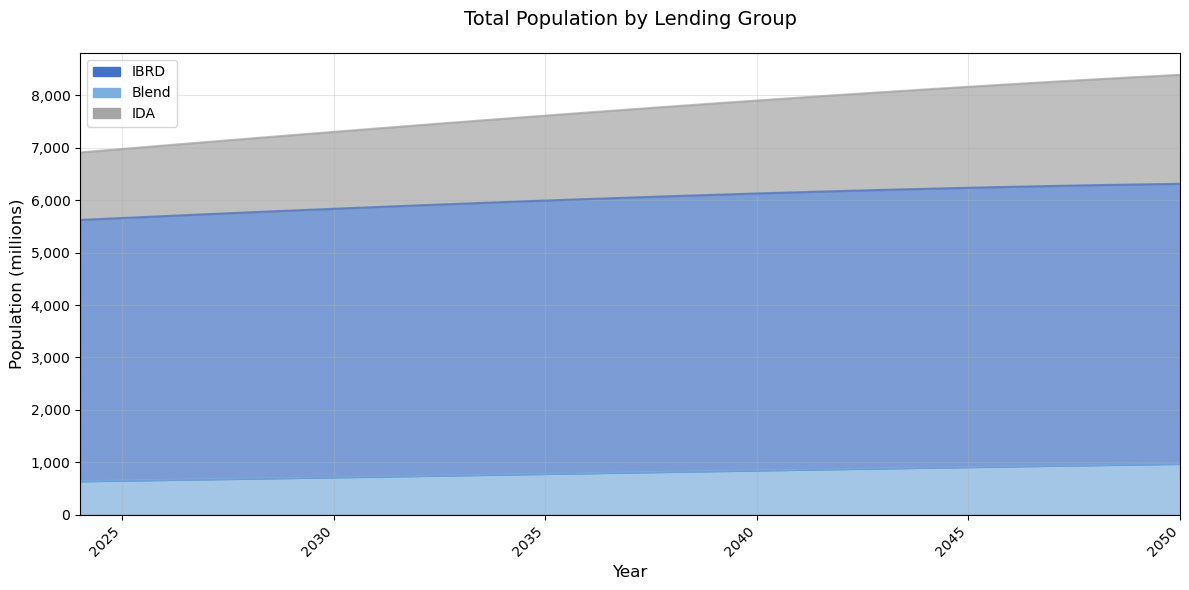 Total Population by Lending Group
IBRD
Blend
IDA
8,000
7,000
6,000
5,000
4,000
3,000
2,000
1,000
0
Population (millions)
2025
2030
2035
2040
2045
2050
Year